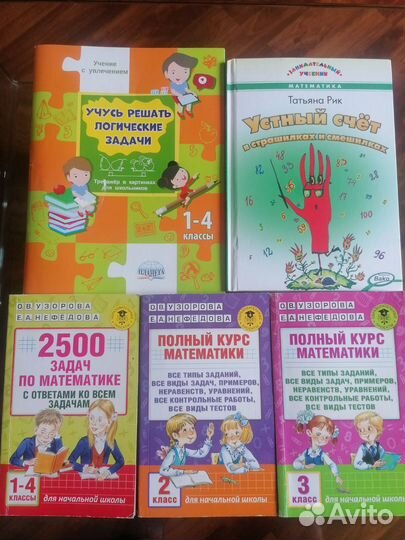 Учение с
увлечением
УЧУСЬ РЕШАТЬ
ЛОГИЧЕСКИЕ
ЗАДАЧИ
Тренажёр в картинках
для школьников
1-4
классы
ПЛАНЕТА
ЗАНИМАТЕЛЬНЫЙ
УЧЕБНИК
МАТЕМАТИКА
Татьяна Рик
Устный счёт
в страшилках и смешилках
Вако
О.В. УЗОРОВА
Е.А. НЕФЁДОВА
2500
ЗАДАЧ
ПО МАТЕМАТИКЕ
С ОТВЕТАМИ КО ВСЕМ
ЗАДАЧАМ
1-4
КЛАССЫ
для начальной школы
О.В. УЗОРОВА
Е.А. НЕФЁДОВА
ПОЛНЫЙ КУРС
МАТЕМАТИКИ
ВСЕ ТИПЫ ЗАДАНИЙ,
ВСЕ ВИДЫ ЗАДАЧ, ПРИМЕРОВ,
НЕРАВЕНСТВ, УРАВНЕНИЙ,
ВСЕ КОНТРОЛЬНЫЕ РАБОТЫ,
ВСЕ ВИДЫ ТЕСТОВ
2
КЛАСС
для начальной школы
О.В. УЗОРОВА
Е.А. НЕФЁДОВА
ПОЛНЫЙ КУРС
МАТЕМАТИКИ
ВСЕ ТИПЫ ЗАДАНИЙ,
ВСЕ ВИДЫ ЗАДАЧ, ПРИМЕРОВ,
НЕРАВЕНСТВ, УРАВНЕНИЙ,
ВСЕ КОНТРОЛЬНЫЕ РАБОТЫ,
ВСЕ ВИДЫ ТЕСТОВ
3
КЛАСС
для начальной школы
Avito